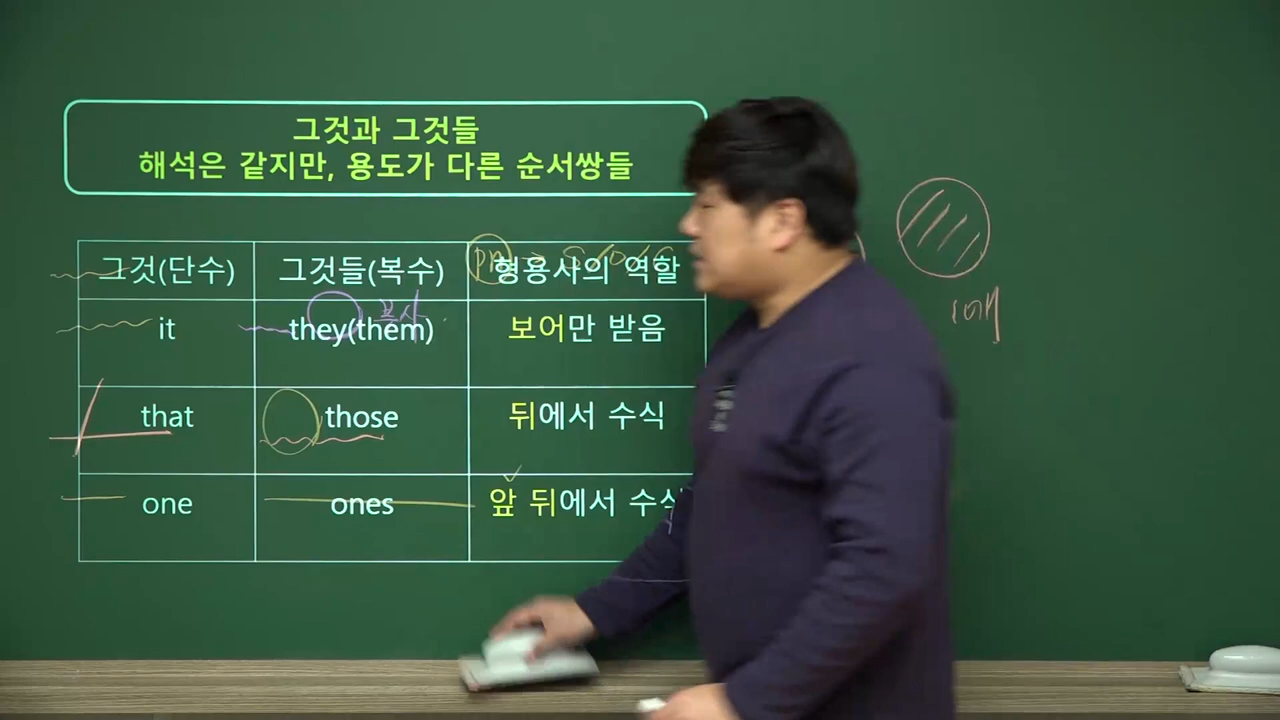 그것과 그것들
해석은 같지만, 용도가 다른 순서쌍들
그것(단수) 그것들(복수) 형용사의 역할
it they(them) 보어만 받음
that those 뒤에서 수식
one ones 앞 뒤에서 수식